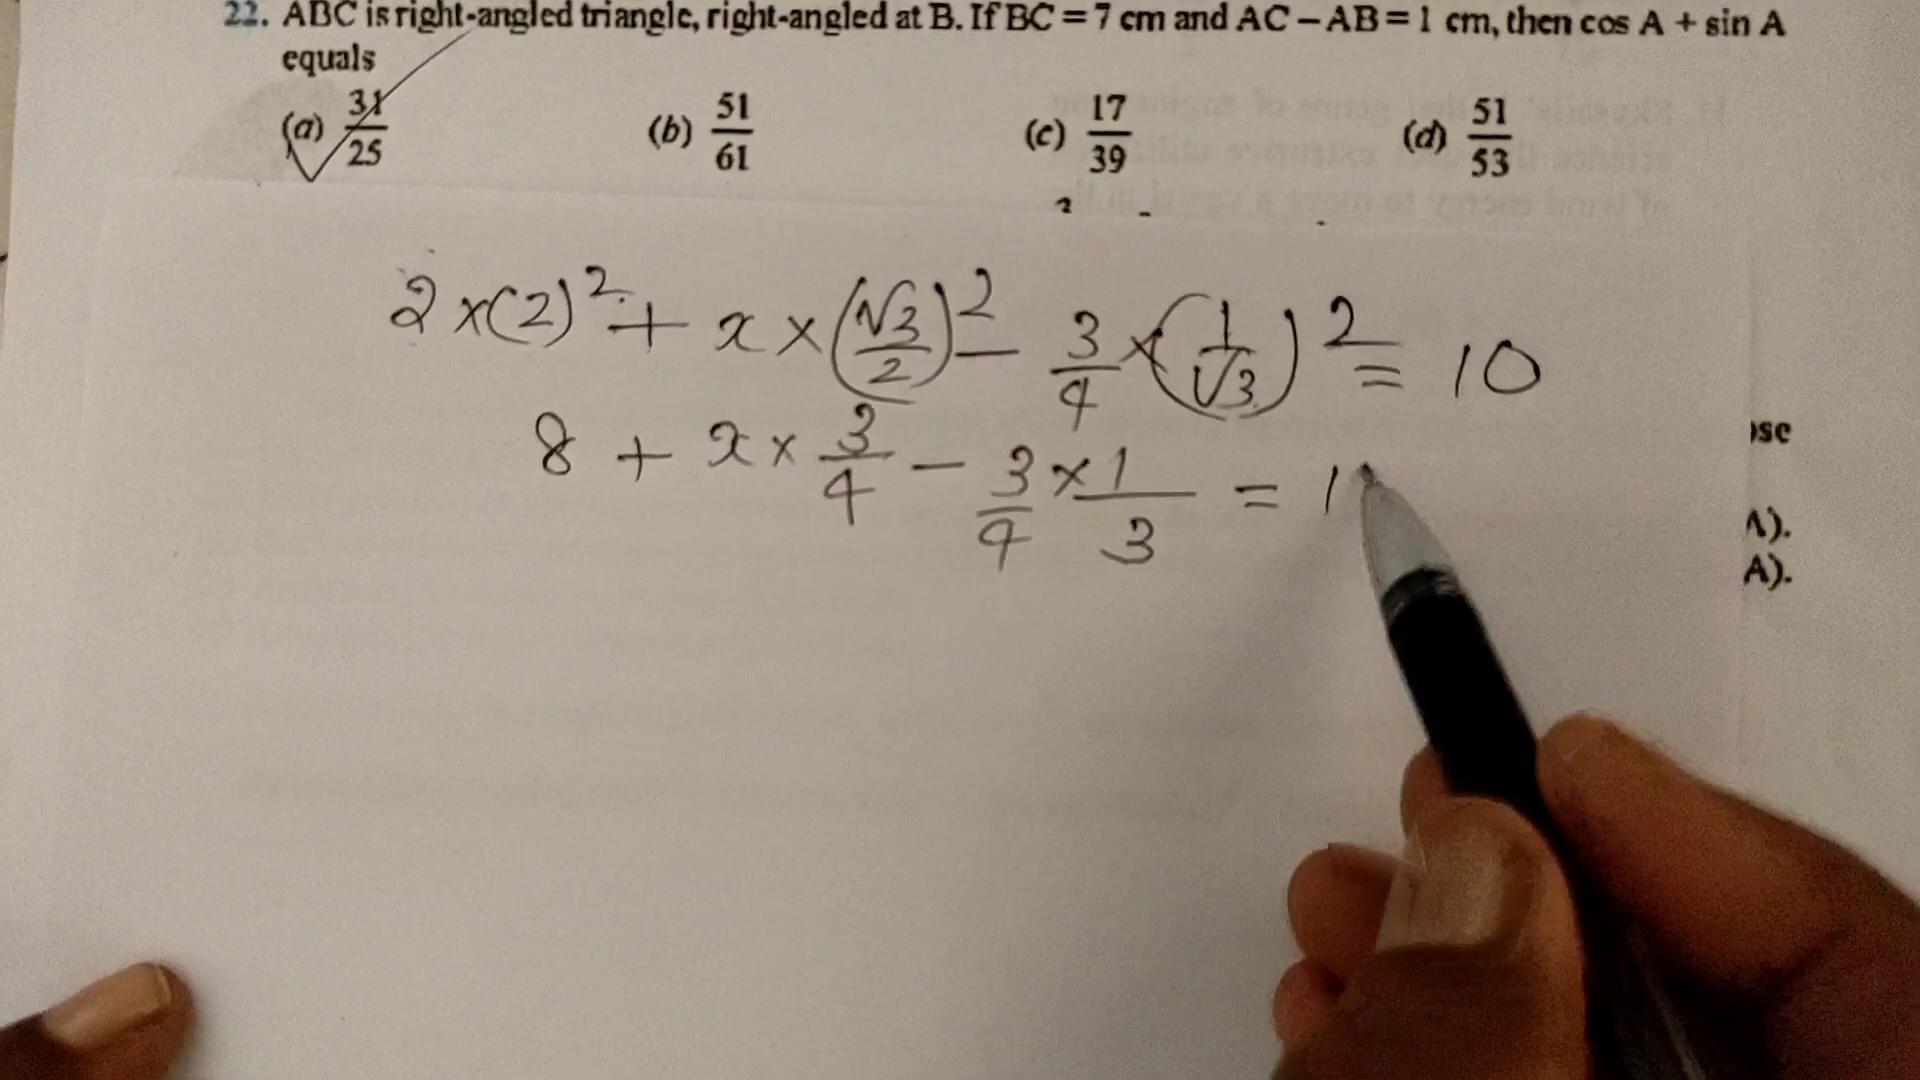 22. ABC is right-angled triangle, right-angled at B. If BC = 7 cm and AC – AB = 1 cm, then cos A + sin A
equals
(a) 31/25 (b) 51/61 (c) 17/39 (d) 51/53
2×(2)² + x×(√3/2)² – 3/4×(1/√3)² = 10
8 + x×3/4 – 3/4×1/3 = 1
A).
A).